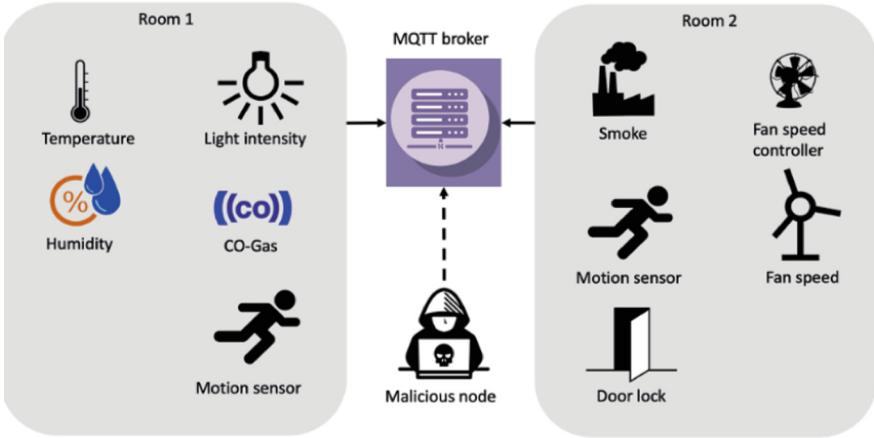 Room 1
Temperature
Light intensity
%
Humidity
((co))
CO-Gas
Motion sensor
MQTT broker
Malicious node
Room 2
Smoke
Fan speed
controller
Motion sensor
Fan speed
Door lock